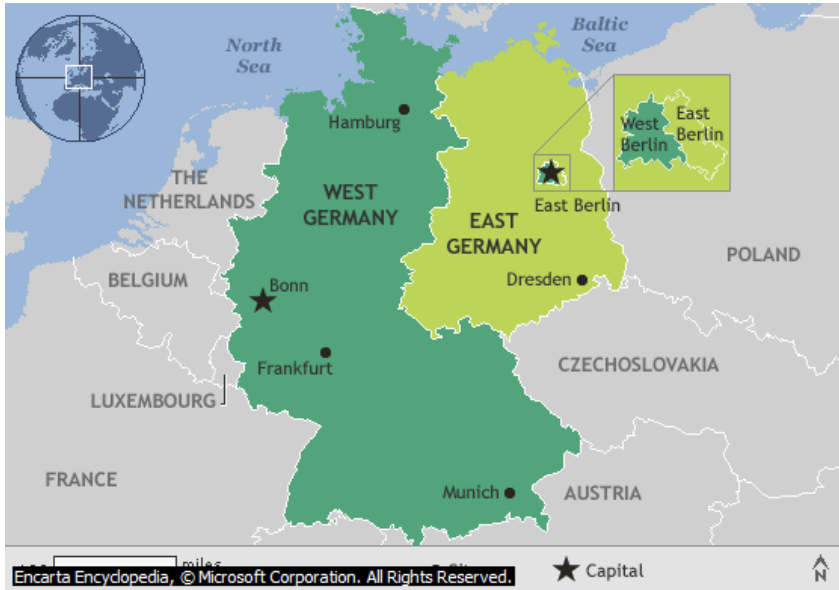 North
Sea
Baltic
Sea
Hamburg
West
Berlin
East
Berlin
THE
NETHERLANDS
WEST
GERMANY
East Berlin
EAST
GERMANY
POLAND
BELGIUM
Bonn
Dresden
Frankfurt
CZECHOSLOVAKIA
LUXEMBOURG
FRANCE
Munich
AUSTRIA
miles
Capital
N
Encarta Encyclopedia, © Microsoft Corporation. All Rights Reserved.